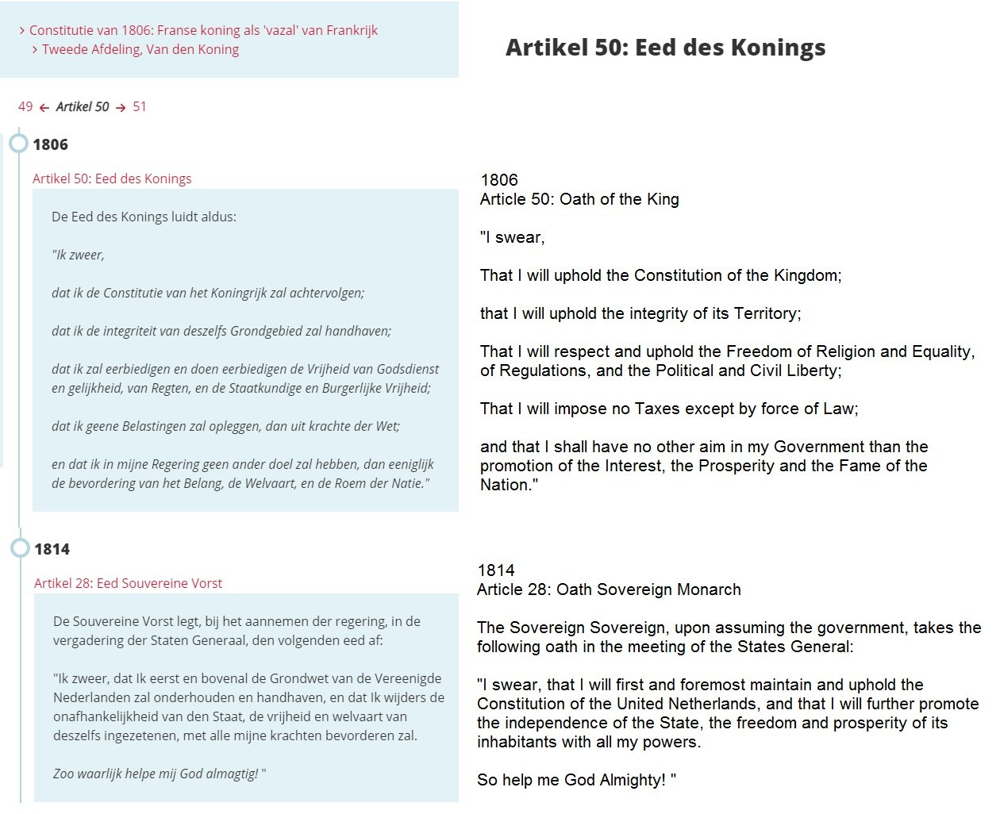 > Constitutie van 1806: Franse koning als 'vazal' van Frankrijk
> Tweede Afdeling, Van den Koning
Artikel 50: Eed des Konings
49 ← Artikel 50 → 51
1806
Artikel 50: Eed des Konings
De Eed des Konings luidt aldus:
"Ik zweer,
dat ik de Constitutie van het Koningrijk zal achtervolgen;
dat ik de integriteit van deszelfs Grondgebied zal handhaven;
dat ik zal eerbiedigen en doen eerbiedigen de Vrijheid van Godsdienst
en gelijkheid, van Regten, en de Staatkundige en Burgerlijke Vrijheid;
dat ik geene Belastingen zal opleggen, dan uit krachte der Wet;
en dat ik in mijne Regering geen ander doel zal hebben, dan eeniglijk
de bevordering van het Belang, de Welvaart, en de Roem der Natie."
1806
Article 50: Oath of the King
"I swear,
That I will uphold the Constitution of the Kingdom;
that I will uphold the integrity of its Territory;
That I will respect and uphold the Freedom of Religion and Equality,
of Regulations, and the Political and Civil Liberty;
That I will impose no Taxes except by force of Law;
and that I shall have no other aim in my Government than the
promotion of the Interest, the Prosperity and the Fame of the
Nation."
1814
Artikel 28: Eed Souvereine Vorst
De Souvereine Vorst legt, bij het aannemen der regering, in de
vergadering der Staten Generaal, den volgenden eed af:
"Ik zweer, dat Ik eerst en bovenal de Grondwet van de Vereenigde
Nederlanden zal onderhouden en handhaven, en dat Ik wijders de
onafhankelijkheid van den Staat, de vrijheid en welvaart van
deszelfs ingezetenen, met alle mijne krachten bevorderen zal.
Zoo waarlijk helpe mij God almagtig! "
1814
Article 28: Oath Sovereign Monarch
The Sovereign Sovereign, upon assuming the government, takes the
following oath in the meeting of the States General:
"I swear, that I will first and foremost maintain and uphold the
Constitution of the United Netherlands, and that I will further promote
the independence of the State, the freedom and prosperity of its
inhabitants with all my powers.
So help me God Almighty! "